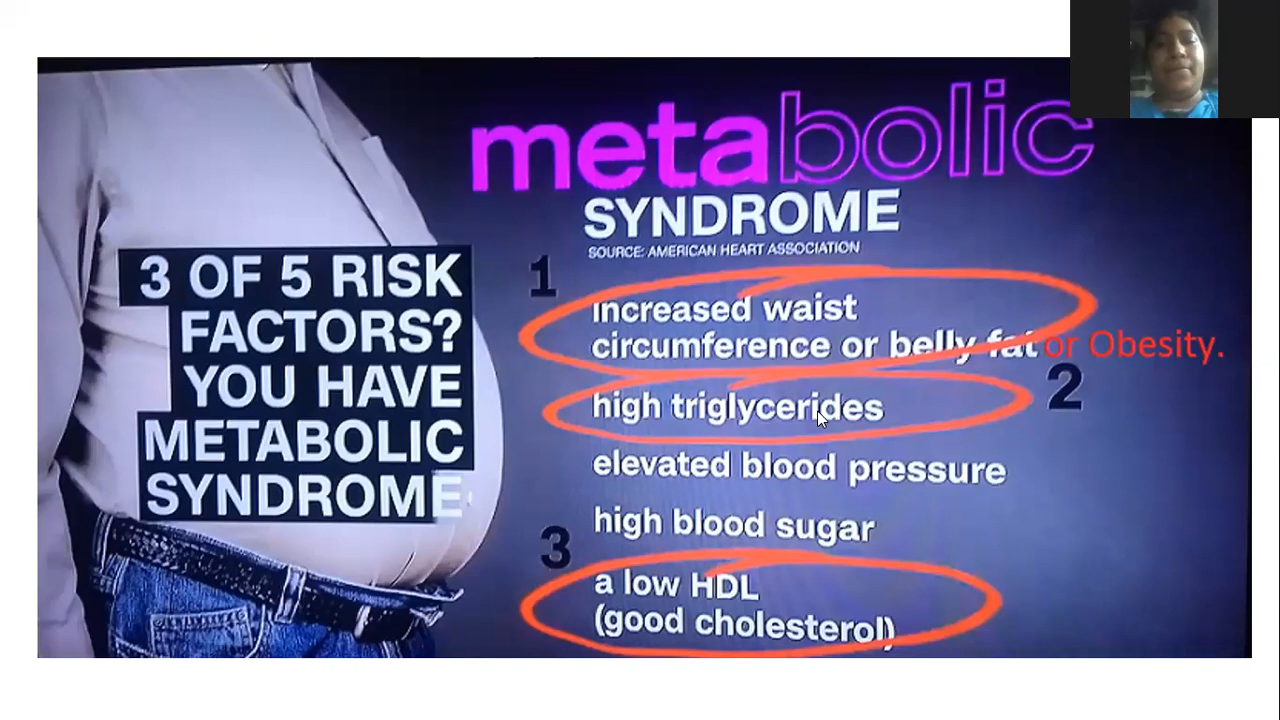 metabolic
SYNDROME
SOURCE: AMERICAN HEART ASSOCIATION
3 OF 5 RISK
FACTORS?
YOU HAVE
METABOLIC
SYNDROME
1
increased waist
circumference or belly fat or Obesity.
high triglycerides 2
elevated blood pressure
high blood sugar
3
a low HDL
(good cholesterol)